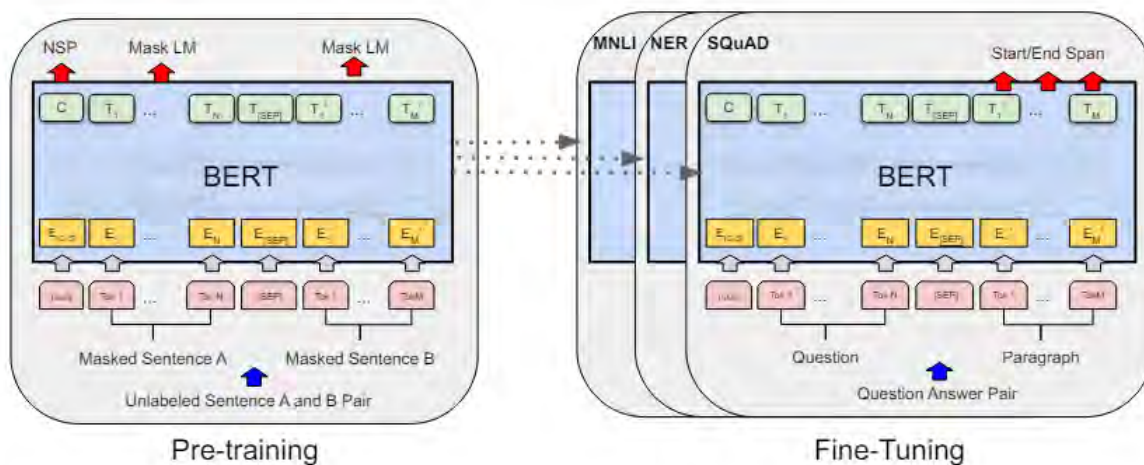 NSP Mask LM Mask LM
C T1 ... TN T[SEP] T1' ... TM'
BERT
E[CLS] E1 ... EN E[SEP] E1' ... EM'
Tok 1 ... Tok N [SEP] Tok 1 ... TokM
Masked Sentence A Masked Sentence B
Unlabeled Sentence A and B Pair
Pre-training
MNLI NER SQuAD
Start/End Span
C T1 ... TN T[SEP] T1' ... TM'
BERT
E[CLS] E1 ... EN E[SEP] E1' ... EM'
Tok 1 ... Tok N [SEP] Tok 1 ... TokM
Question Paragraph
Question Answer Pair
Fine-Tuning